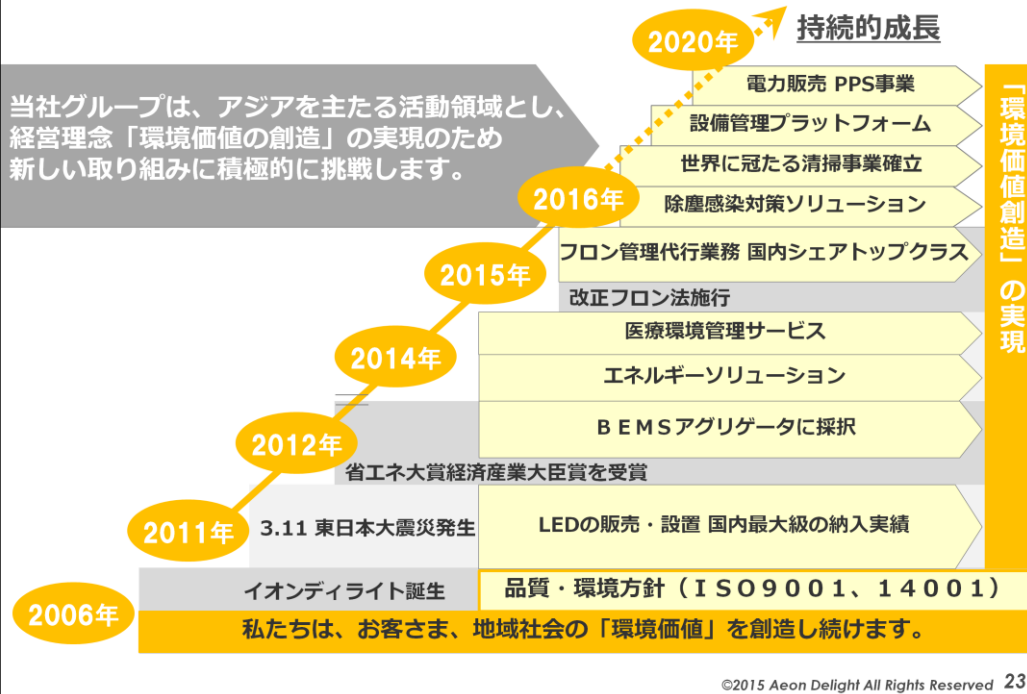 持続的成長
2020年
電力販売 PPS事業
当社グループは、アジアを主たる活動領域とし、
経営理念「環境価値の創造」の実現のため
新しい取り組みに積極的に挑戦します。
設備管理プラットフォーム
世界に冠たる清掃事業確立
2016年
除塵感染対策ソリューション
「環境価値創造」の実現
フロン管理代行業務 国内シェアトップクラス
2015年
改正フロン法施行
医療環境管理サービス
2014年
エネルギーソリューション
ＢＥＭＳアグリゲータに採択
2012年
省エネ大賞経済産業大臣賞を受賞
2011年
3.11 東日本大震災発生
LEDの販売・設置 国内最大級の納入実績
イオンディライト誕生
品質・環境方針（ＩＳＯ９００１、１４００１）
2006年
私たちは、お客さま、地域社会の「環境価値」を創造し続けます。
©2015 Aeon Delight All Rights Reserved 23